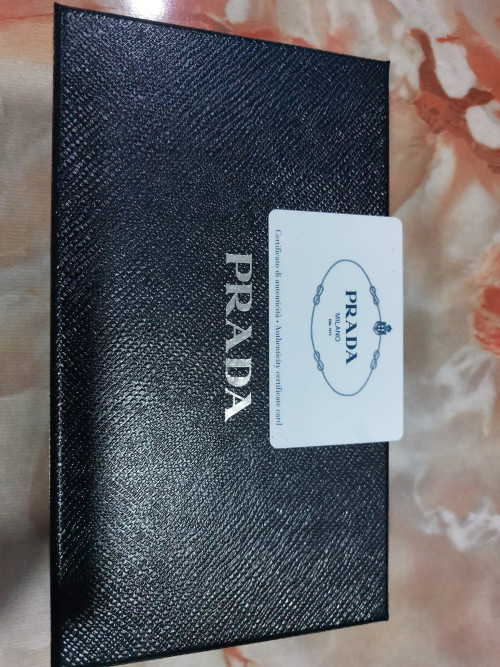 PRADA
PRADA
MILANO
DAL 1913
Certificato di autenticità • Authenticity certificate card